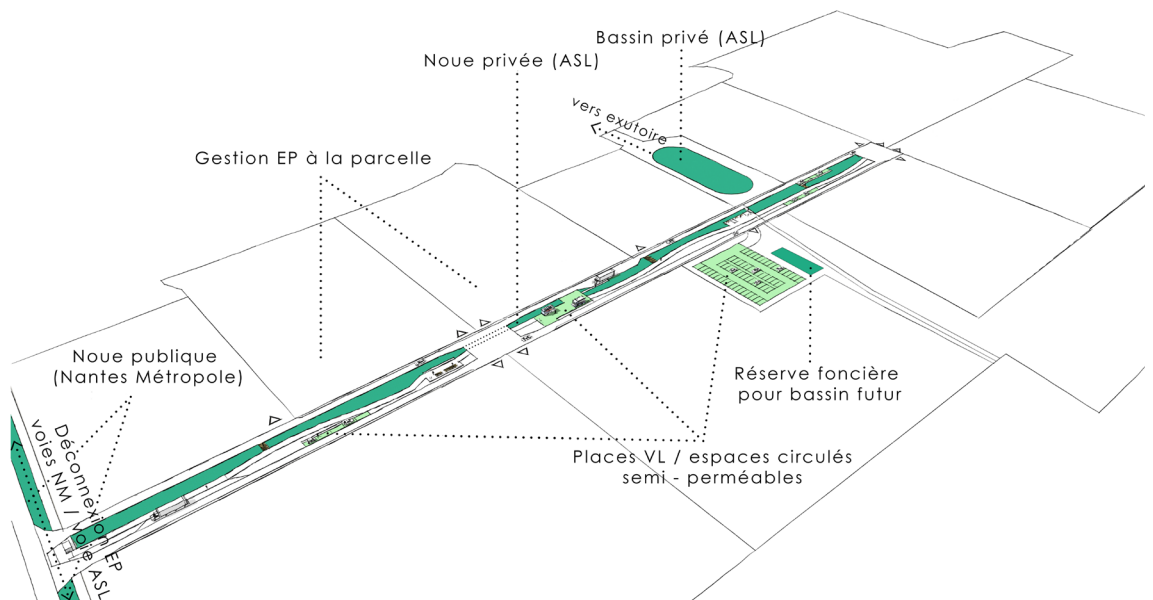 Bassin privé (ASL)
Noue privée (ASL)
vers exutoire
Gestion EP à la parcelle
Noue publique
(Nantes Métropole)
Réserve foncière
pour bassin futur
Places VL / espaces circulés
semi - perméables
Déconnexion EP
voies NM / voie ASL